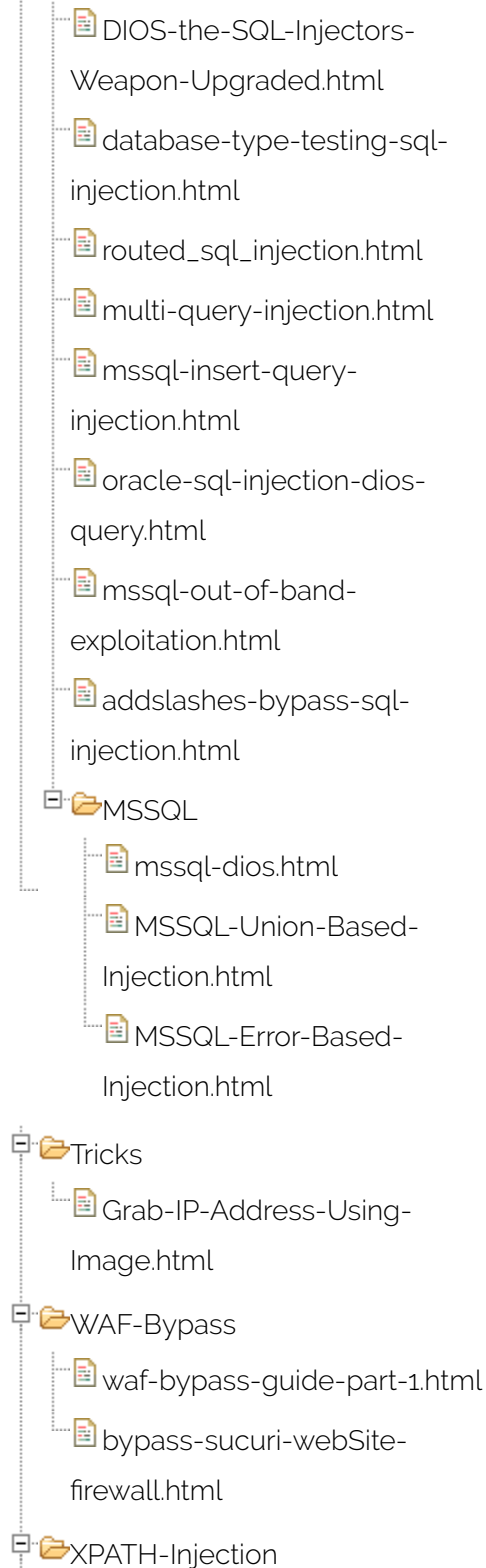 DIOS-the-SQL-Injectors-
Weapon-Upgraded.html
database-type-testing-sql-
injection.html
routed_sql_injection.html
multi-query-injection.html
mssql-insert-query-
injection.html
oracle-sql-injection-dios-
query.html
mssql-out-of-band-
exploitation.html
addslashes-bypass-sql-
injection.html
MSSQL
mssql-dios.html
MSSQL-Union-Based-
Injection.html
MSSQL-Error-Based-
Injection.html
Tricks
Grab-IP-Address-Using-
Image.html
WAF-Bypass
waf-bypass-guide-part-1.html
bypass-sucuri-webSite-
firewall.html
XPATH-Injection